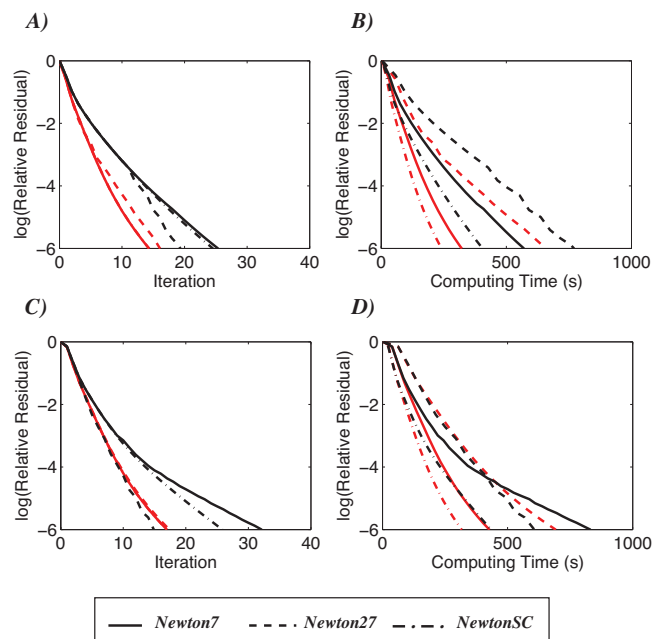 A)
B)
0
−2
−4
−6
log(Relative Residual)
0 10 20 30 40
Iteration
0
−2
−4
−6
log(Relative Residual)
0 500 1000
Computing Time (s)
C)
D)
0
−2
−4
−6
log(Relative Residual)
0 10 20 30 40
Iteration
0
−2
−4
−6
log(Relative Residual)
0 500 1000
Computing Time (s)
Newton7 Newton27 NewtonSC